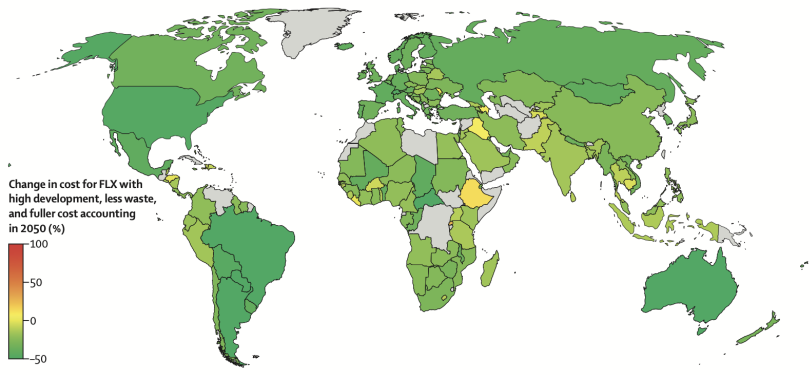 Change in cost for FLX with
high development, less waste,
and fuller cost accounting
in 2050 (%)
100
50
0
–50